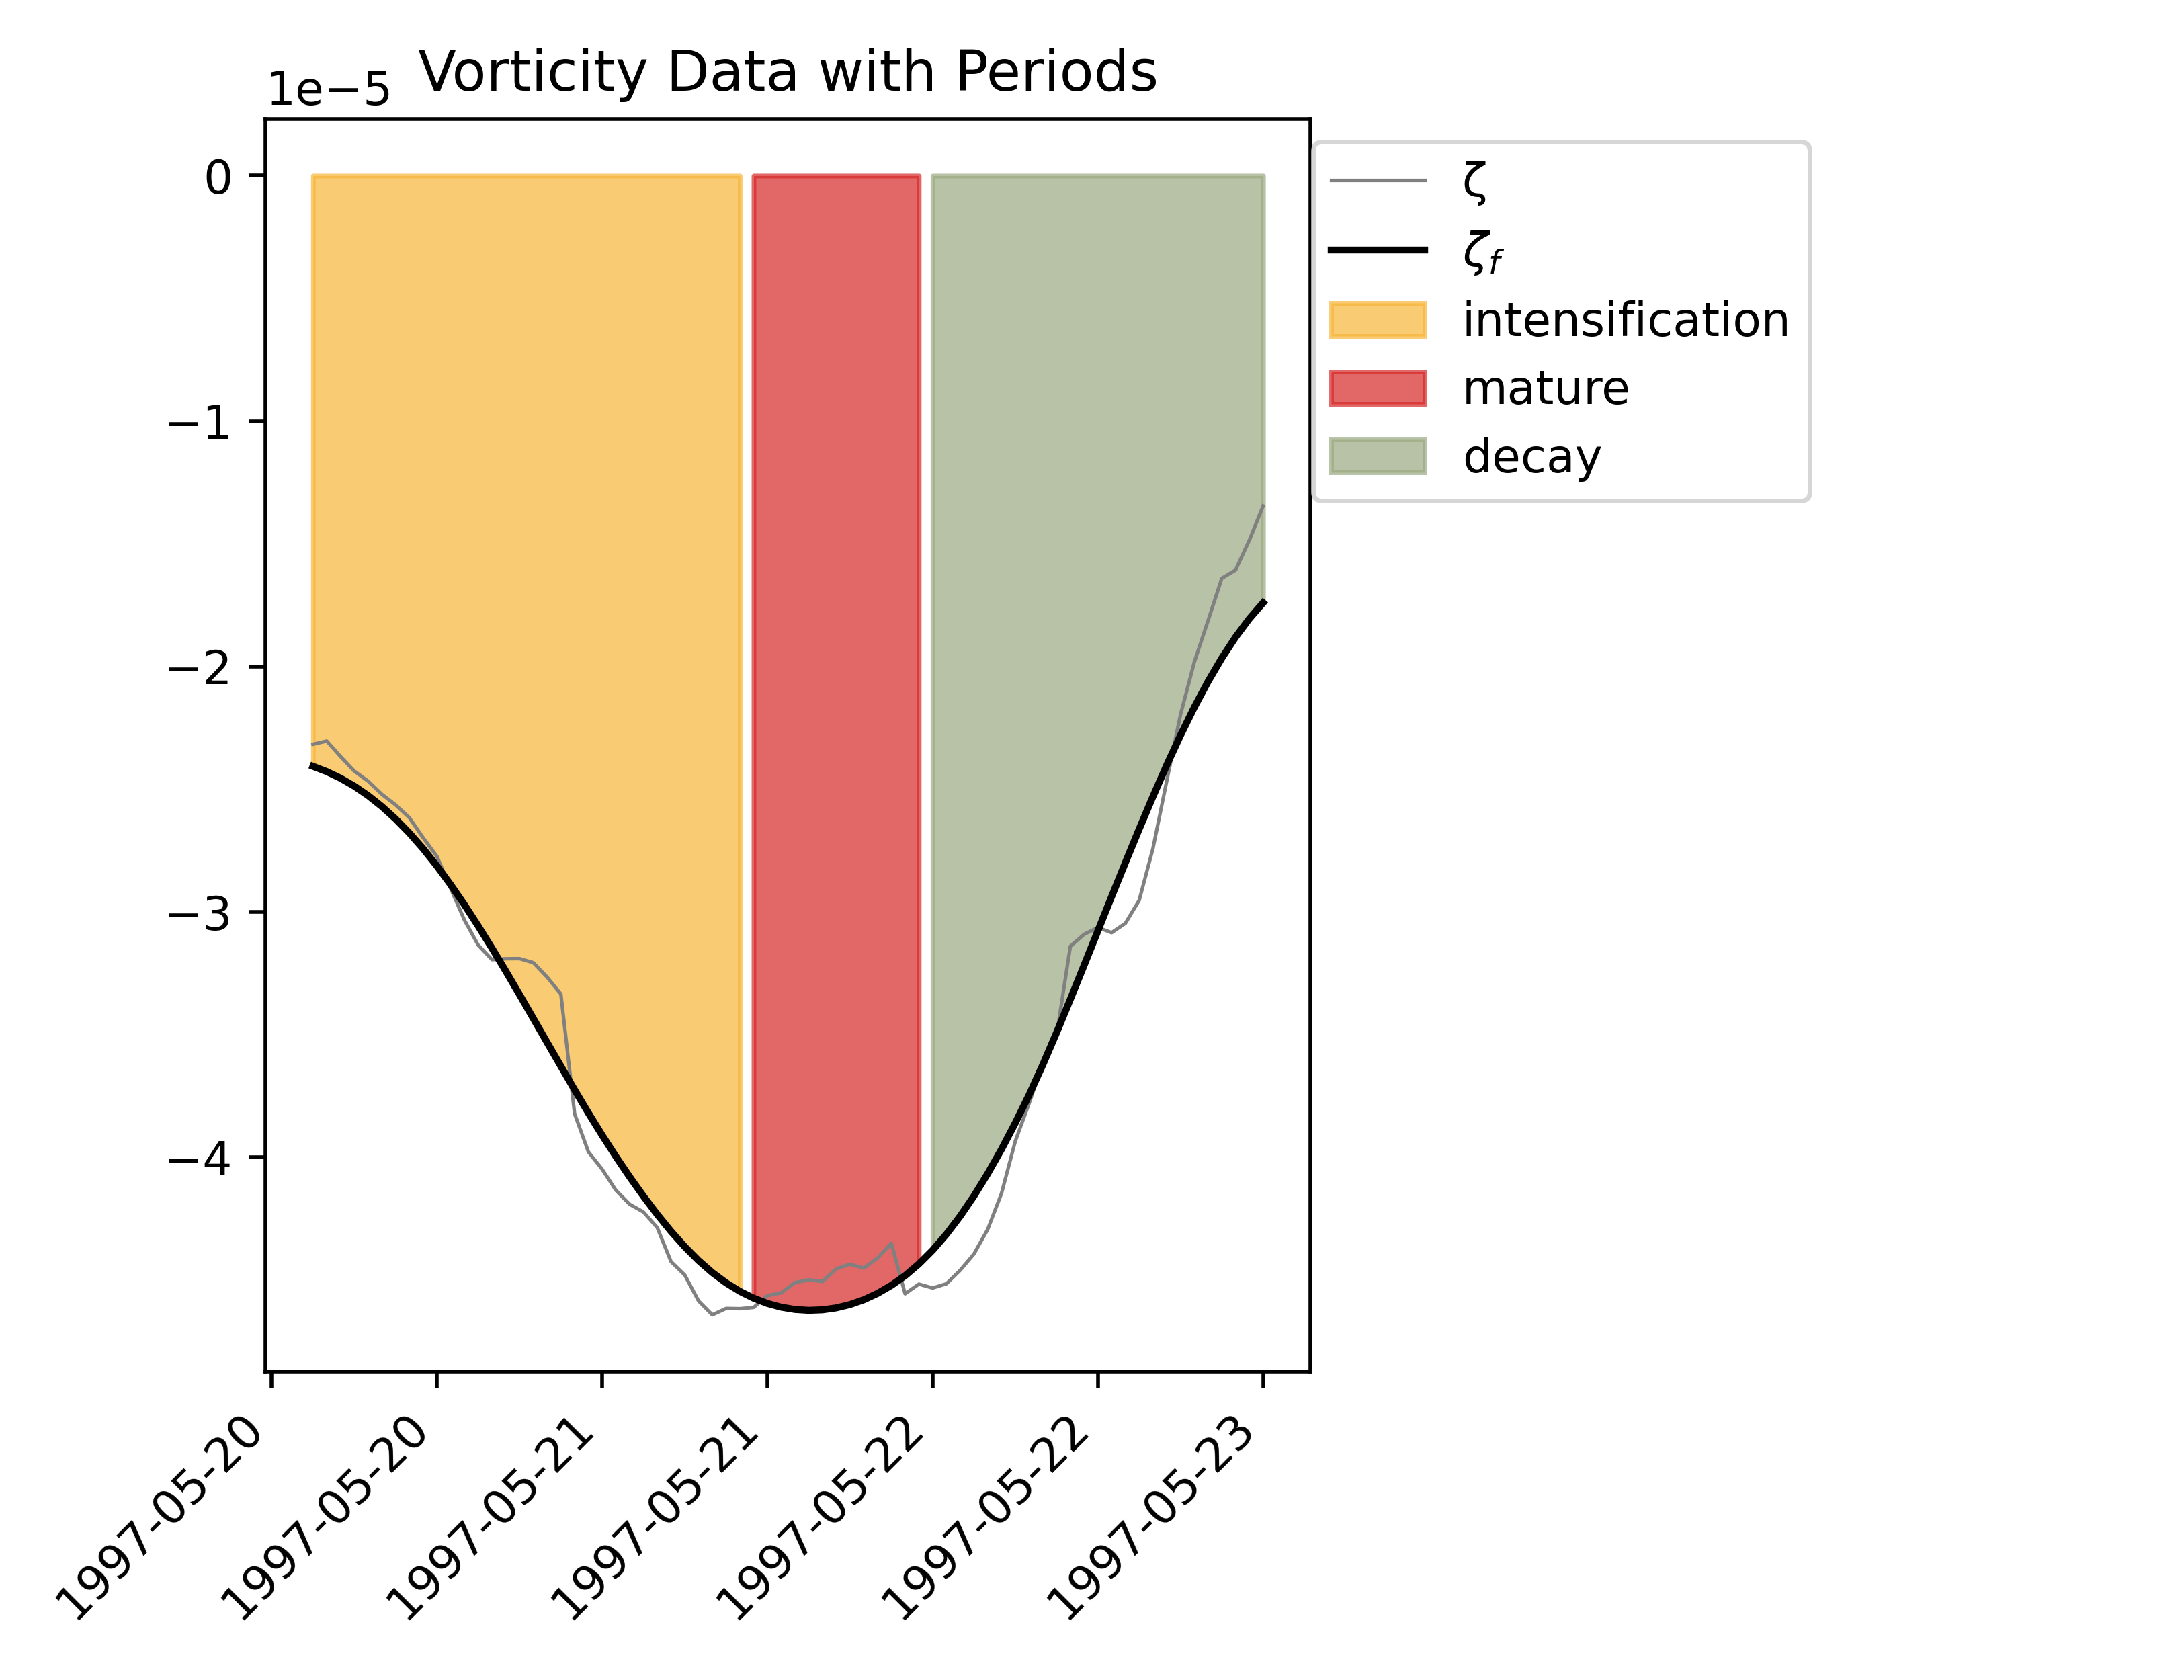 Vorticity Data with Periods
1e−5
0
−1
−2
−3
−4
ζ
ζf
intensification
mature
decay
1997-05-20
1997-05-20
1997-05-21
1997-05-21
1997-05-22
1997-05-22
1997-05-23